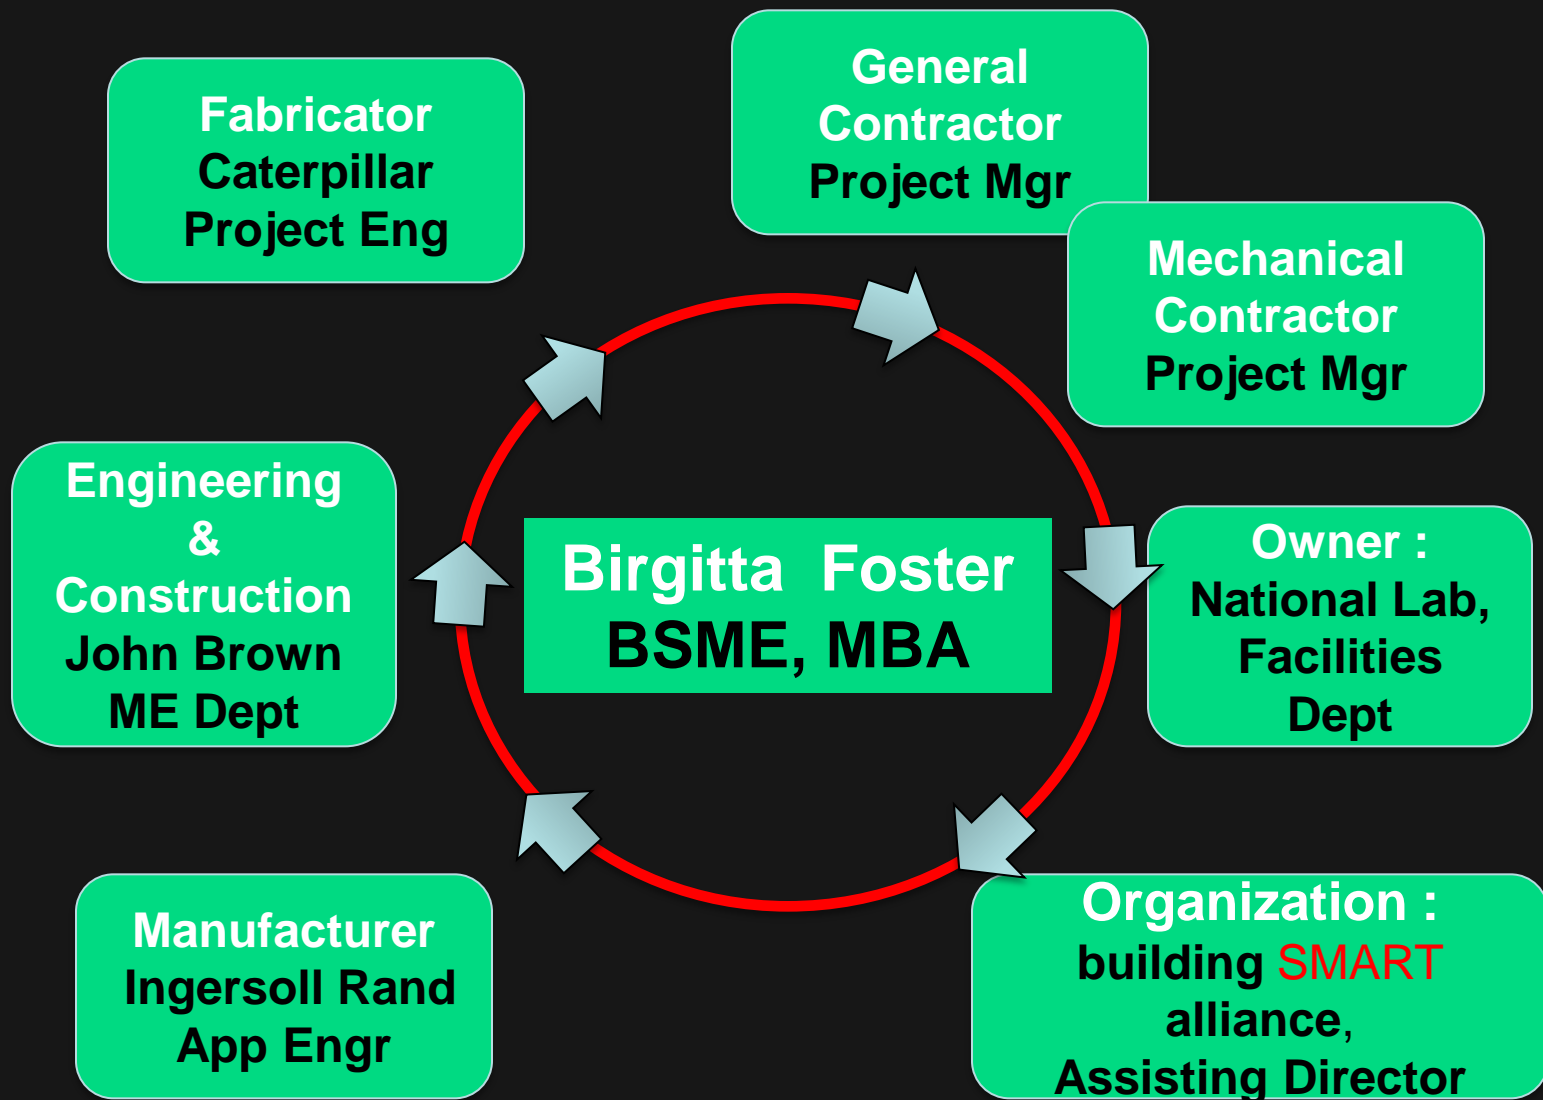 Fabricator
Caterpillar
Project Eng
General
Contractor
Project Mgr
Mechanical
Contractor
Project Mgr
Engineering
&
Construction
John Brown
ME Dept
Birgitta Foster
BSME, MBA
Owner :
National Lab,
Facilities
Dept
Manufacturer
Ingersoll Rand
App Engr
Organization :
building SMART
alliance,
Assisting Director